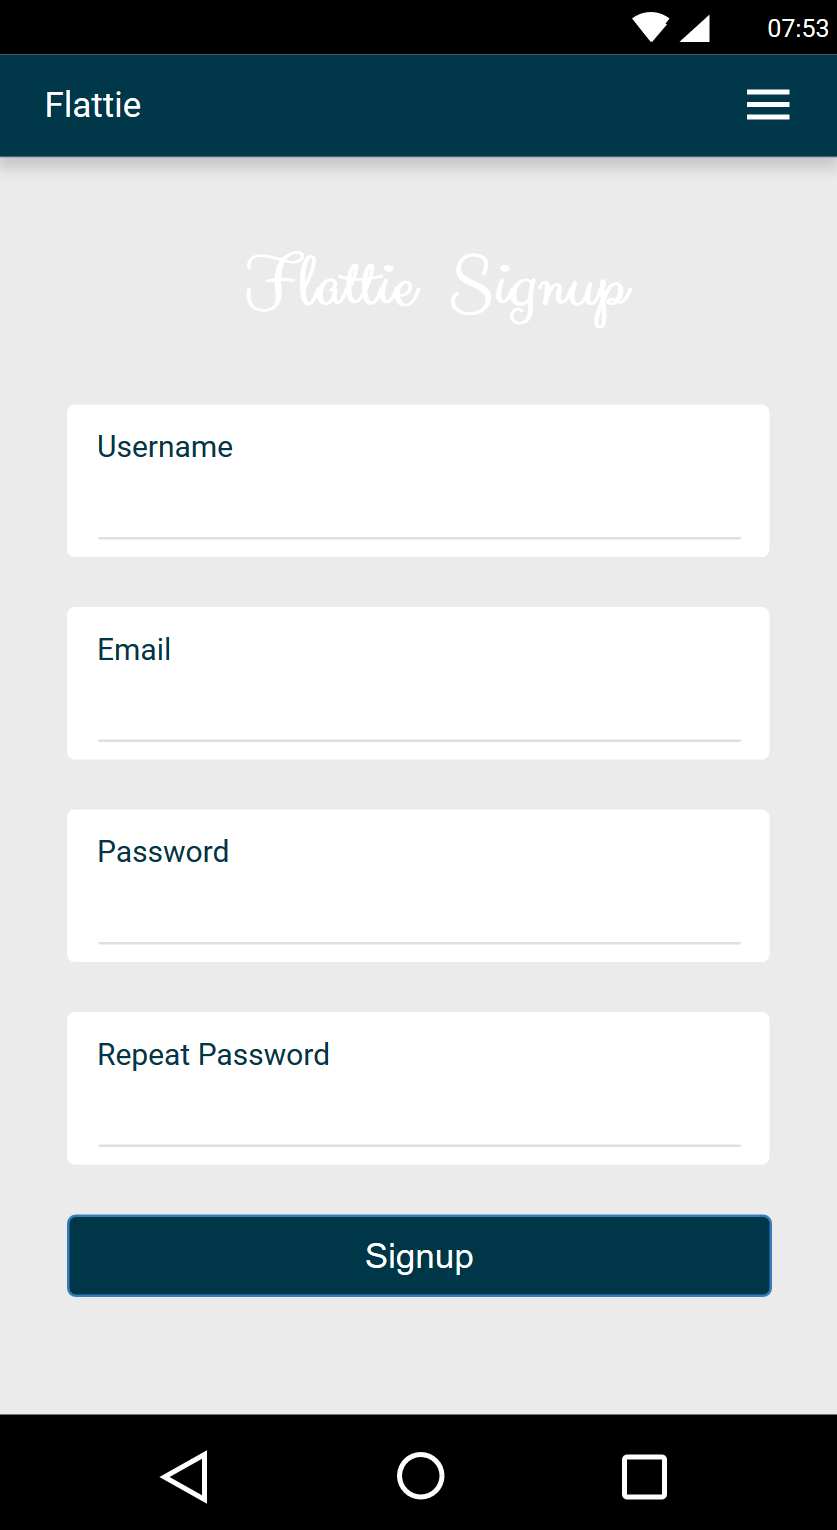 07:53
Flattie
Flattie Signup
Username
Email
Password
Repeat Password
Signup